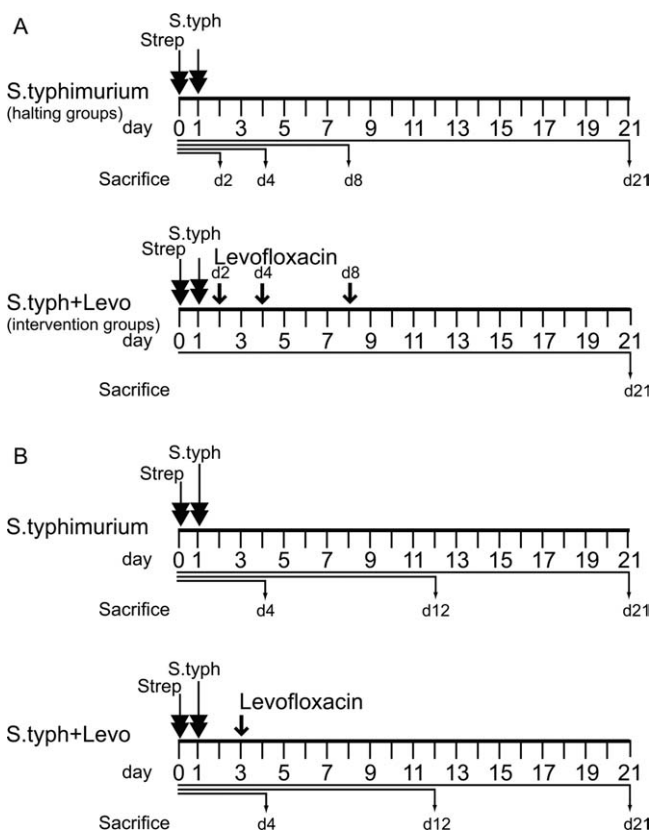 A
S.typh
Strep
S.typhimurium
(halting groups)
day 0 1 3 5 7 9 11 13 15 17 19 21
Sacrifice d2 d4 d8 d21
S.typh
Strep Levofloxacin
d2 d4 d8
S.typh+Levo
(intervention groups)
day 0 1 3 5 7 9 11 13 15 17 19 21
Sacrifice d21
B
S.typh
Strep
S.typhimurium
day 0 1 3 5 7 9 11 13 15 17 19 21
Sacrifice d4 d12 d21
S.typh
Strep
Levofloxacin
S.typh+Levo
day 0 1 3 5 7 9 11 13 15 17 19 21
Sacrifice d4 d12 d21